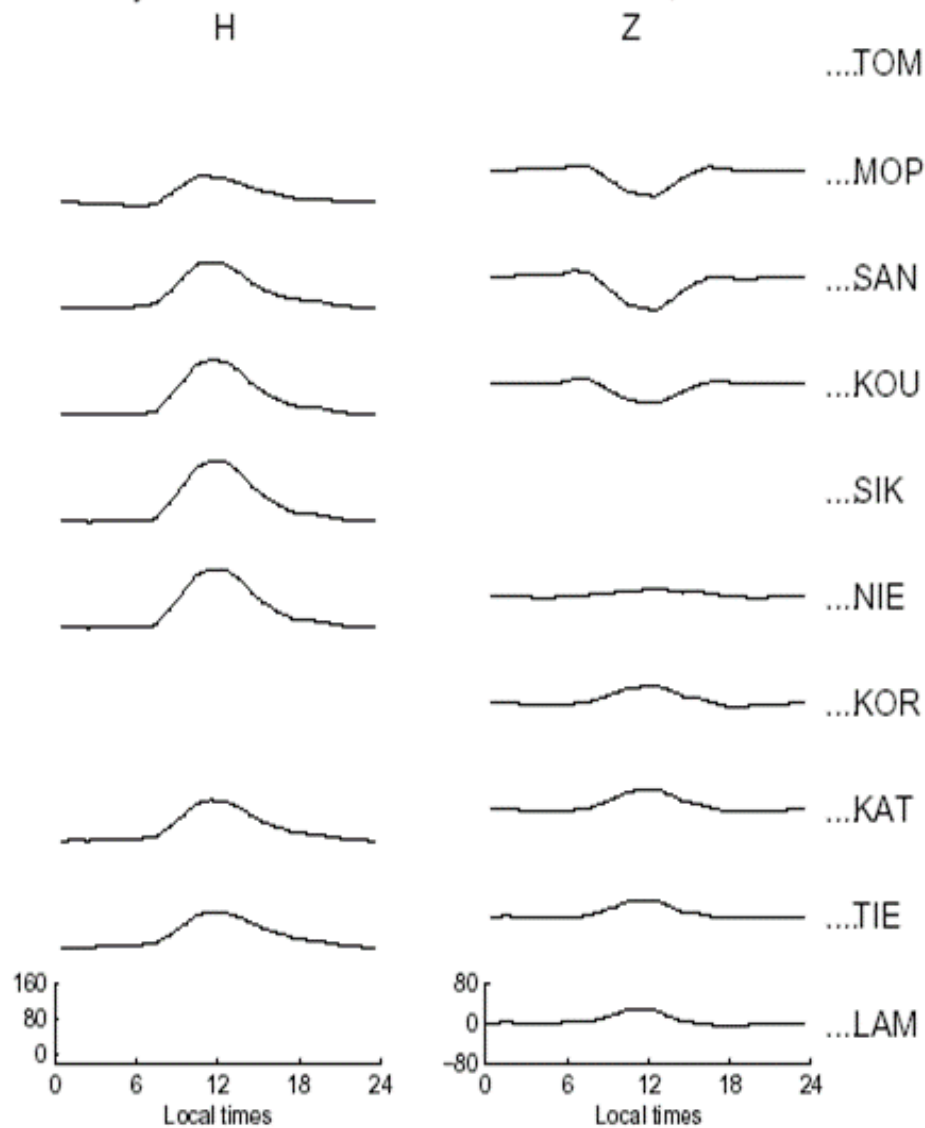 H Z
....TOM
....MOP
....SAN
....KOU
....SIK
....NIE
....KOR
....KAT
....TIE
160 80
80 0 ....LAM
0 −80
0 6 12 18 24 0 6 12 18 24
Local times Local times